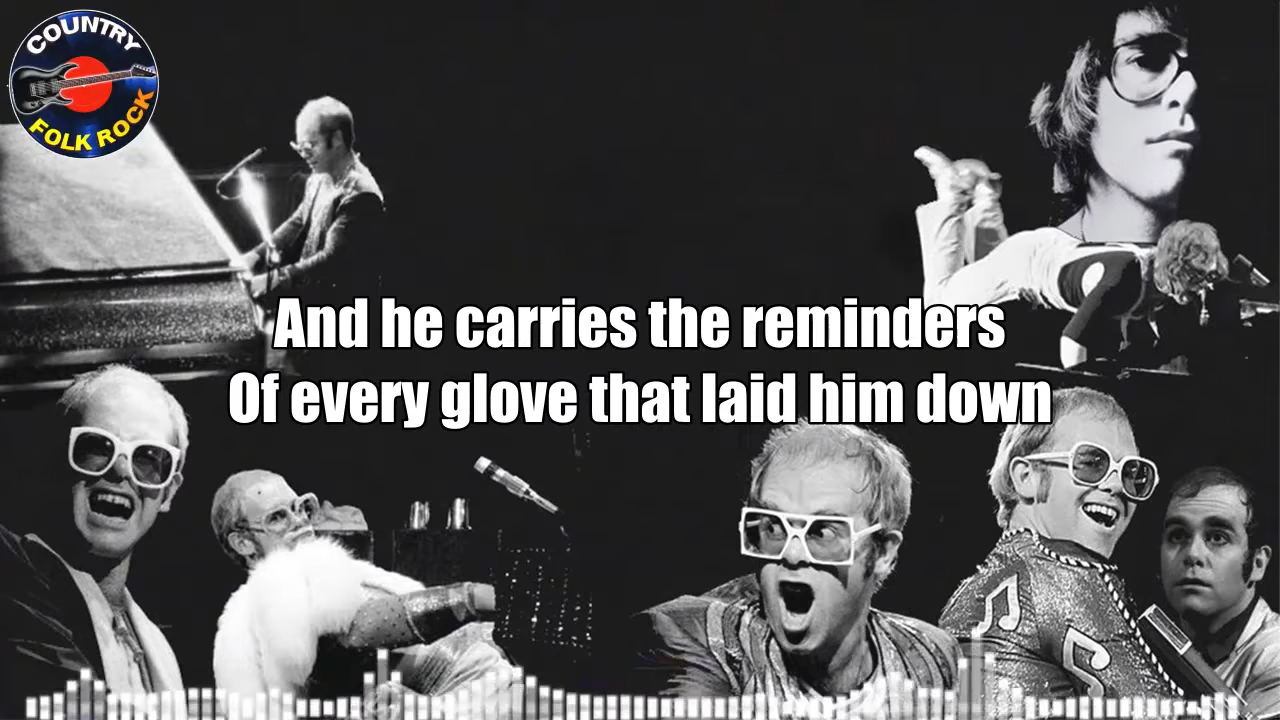 COUNTRY
FOLK ROCK
And he carries the reminders
Of every glove that laid him down